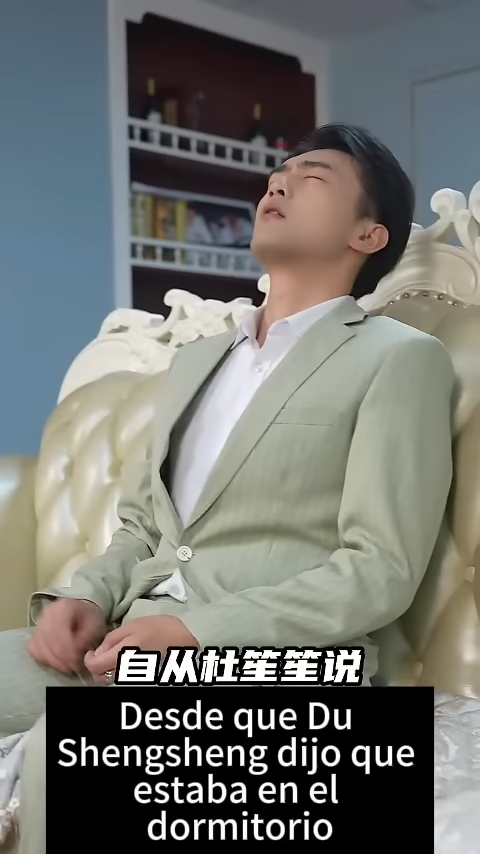 自从杜笙笙说
Desde que Du
Shengsheng dijo que
estaba en el
dormitorio